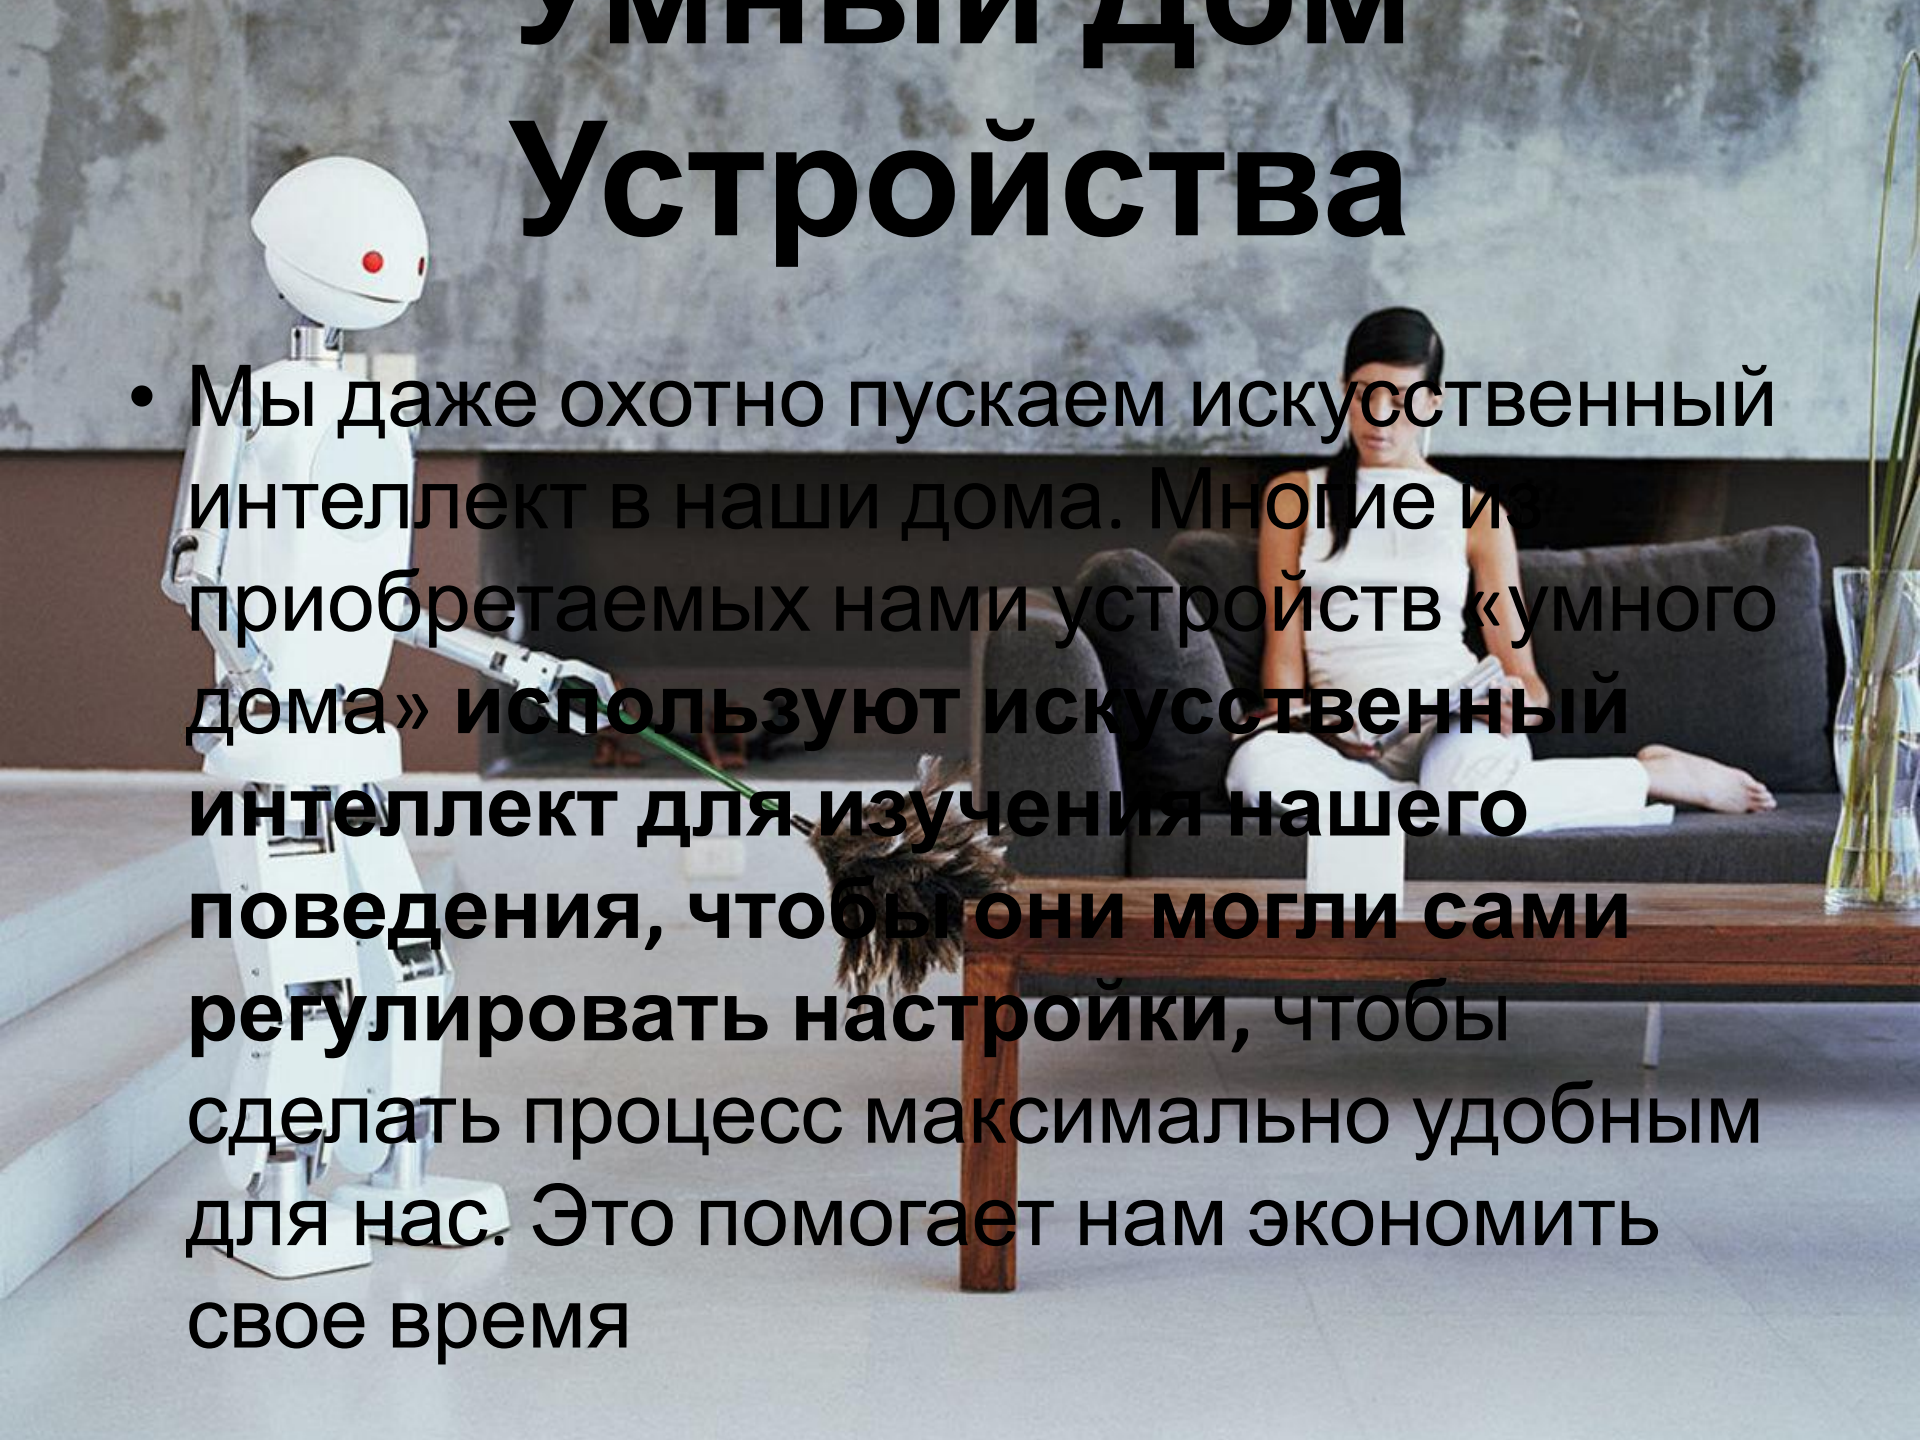 Умный Дом
Устройства
• Мы даже охотно пускаем искусственный
интеллект в наши дома. Многие из
приобретаемых нами устройств «умного
дома» используют искусственный
интеллект для изучения нашего
поведения, чтобы они могли сами
регулировать настройки, чтобы
сделать процесс максимально удобным
для нас. Это помогает нам экономить
свое время